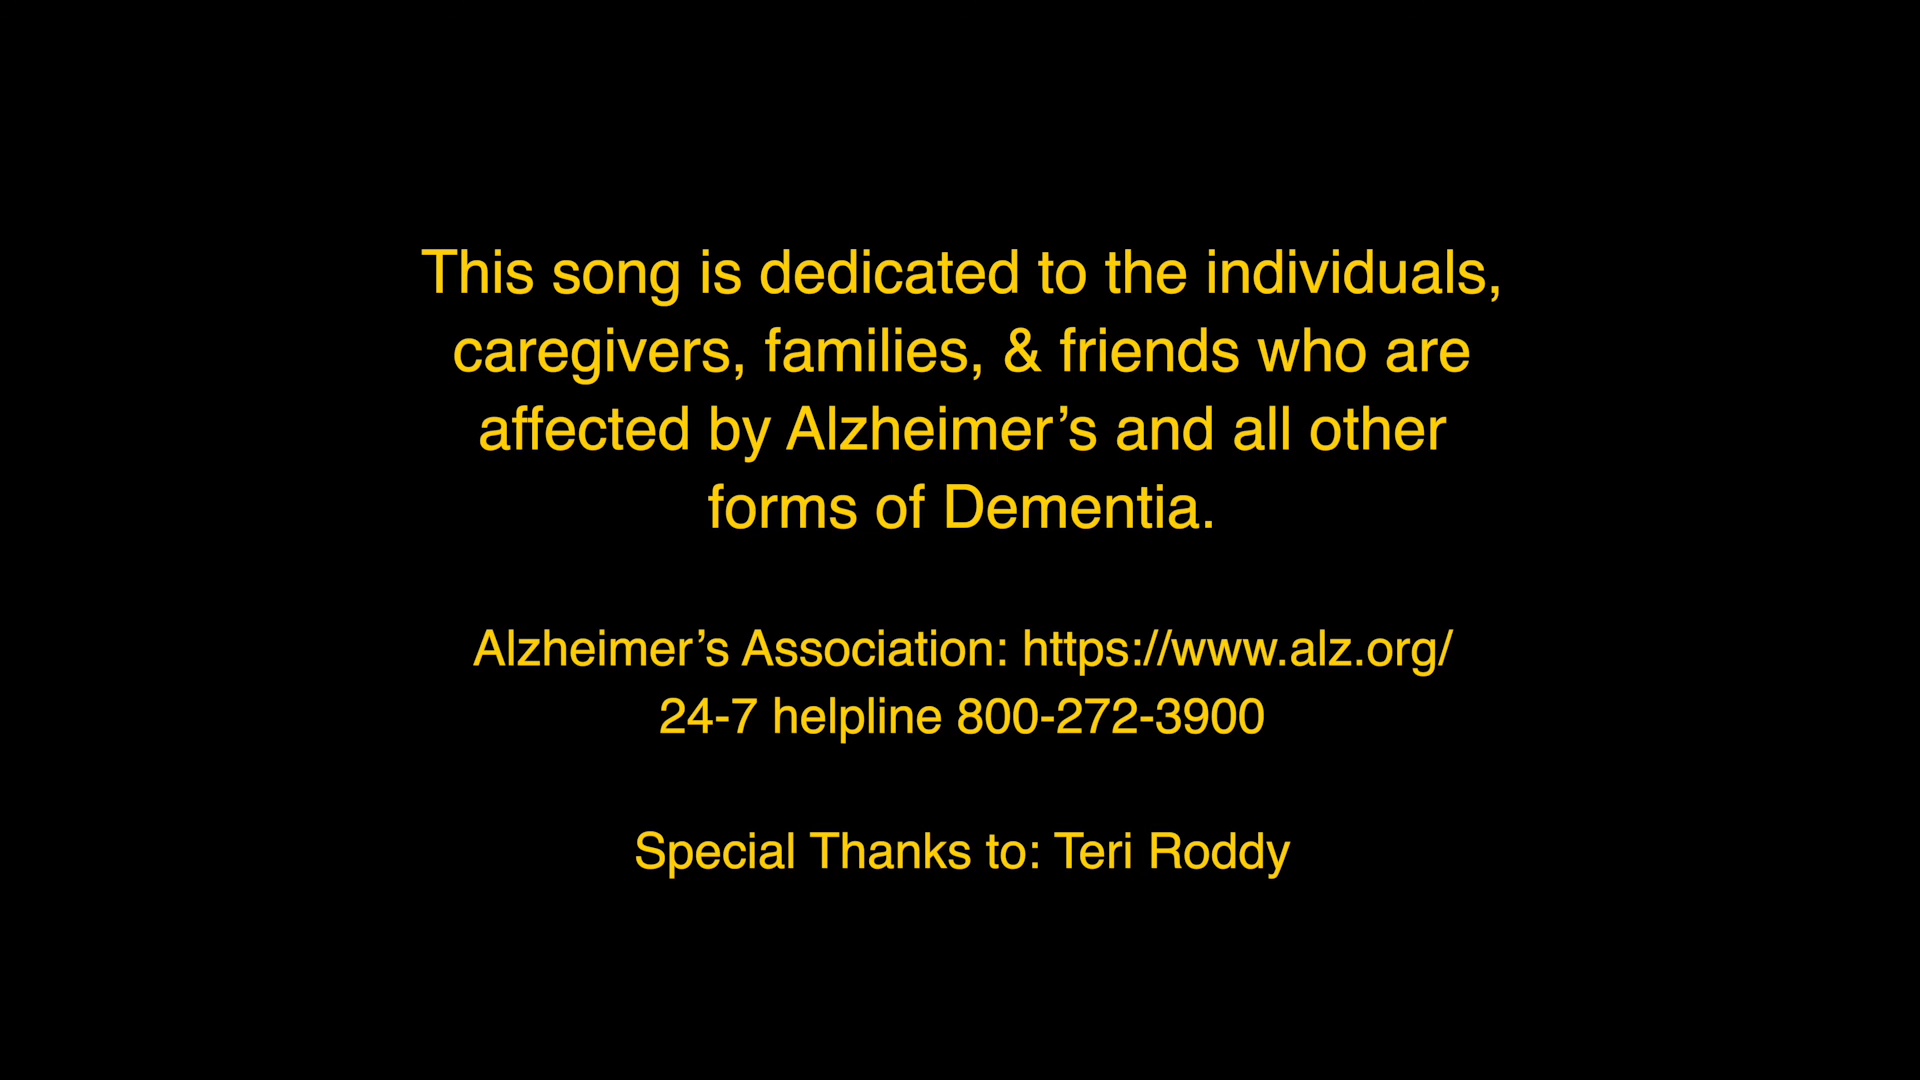 This song is dedicated to the individuals,
caregivers, families, & friends who are
affected by Alzheimer’s and all other
forms of Dementia.
Alzheimer’s Association: https://www.alz.org/
24-7 helpline 800-272-3900
Special Thanks to: Teri Roddy